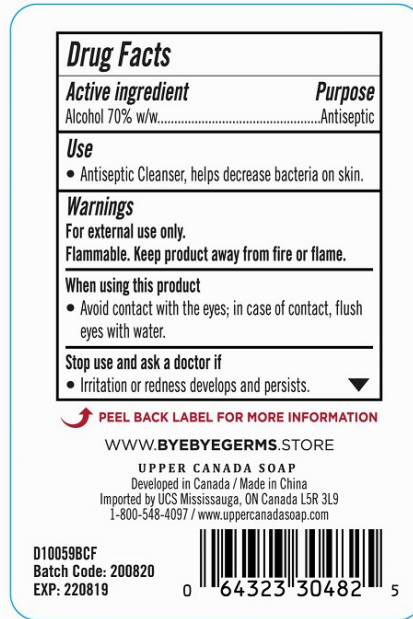 Drug Facts
Active ingredient Purpose
Alcohol 70% w/w................................................Antiseptic
Use
• Antiseptic Cleanser, helps decrease bacteria on skin.
Warnings
For external use only.
Flammable. Keep product away from fire or flame.
When using this product
• Avoid contact with the eyes; in case of contact, flush
eyes with water.
Stop use and ask a doctor if
• Irritation or redness develops and persists.
PEEL BACK LABEL FOR MORE INFORMATION
WWW.BYEBYEGERMS.STORE
UPPER CANADA SOAP
Developed in Canada / Made in China
Imported by UCS Mississauga, ON Canada L5R 3L9
1-800-548-4097 / www.uppercanadasoap.com
D10059BCF
Batch Code: 200820
EXP: 220819
0 64323 30482 5